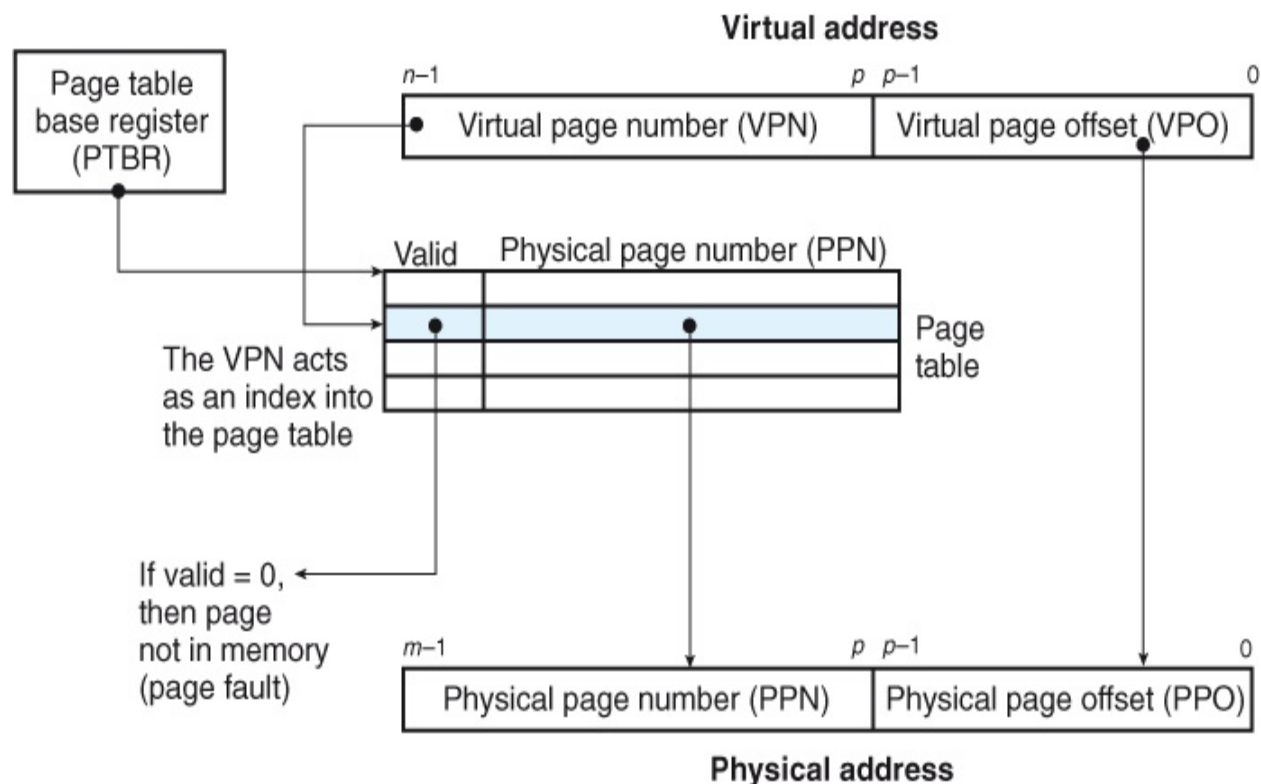 Virtual address
Page table
base register
(PTBR)
n–1
p
p–1
0
Virtual page number (VPN)
Virtual page offset (VPO)
Valid
Physical page number (PPN)
Page
table
The VPN acts
as an index into
the page table
If valid = 0,
then page
not in memory
(page fault)
m–1
p
p–1
0
Physical page number (PPN)
Physical page offset (PPO)
Physical address